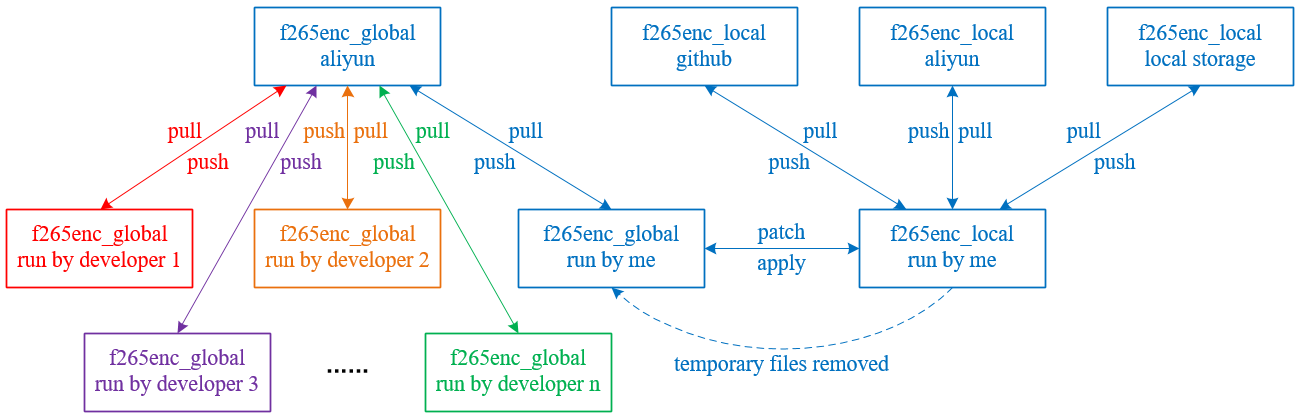 f265enc_global
aliyun
f265enc_local
github
f265enc_local
aliyun
f265enc_local
local storage
pull
push
pull
push
push
pull
pull
push
pull
push
pull
push
push
pull
pull
push
f265enc_global
run by developer 1
f265enc_global
run by developer 2
f265enc_global
run by me
patch
apply
f265enc_local
run by me
f265enc_global
run by developer 3
......
f265enc_global
run by developer n
temporary files removed